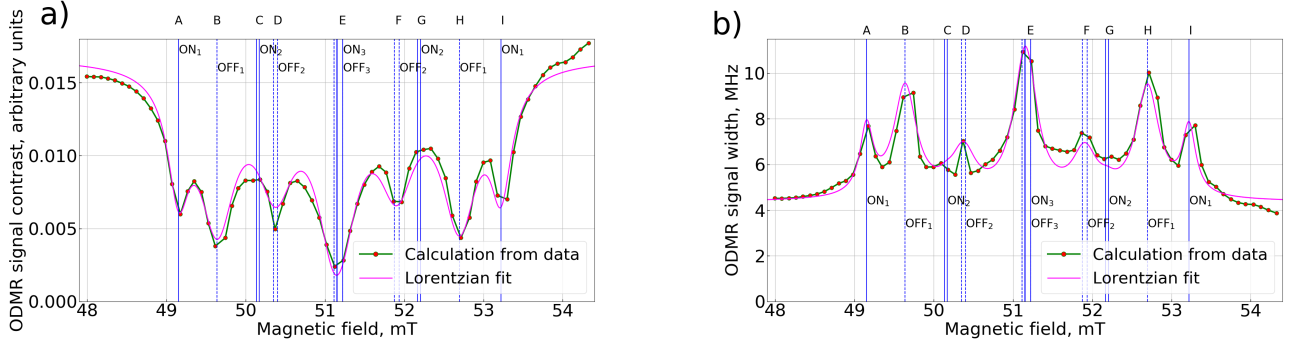 a)
A B C D E F G H I
ON₁ ON₂ ON₃ ON₂ ON₁
OFF₁ OFF₂ OFF₃ OFF₂ OFF₁
ODMR signal contrast, arbitrary units
0.015
0.010
0.005
0.000
Calculation from data
Lorentzian fit
48 49 50 51 52 53 54
Magnetic field, mT
b)
A B C D E F G H I
ODMR signal width, MHz
10
8
6
4
2
0
ON₁ ON₂ ON₃ ON₂ ON₁
OFF₁ OFF₂ OFF₃ OFF₂ OFF₁
Calculation from data
Lorentzian fit
48 49 50 51 52 53 54
Magnetic field, mT